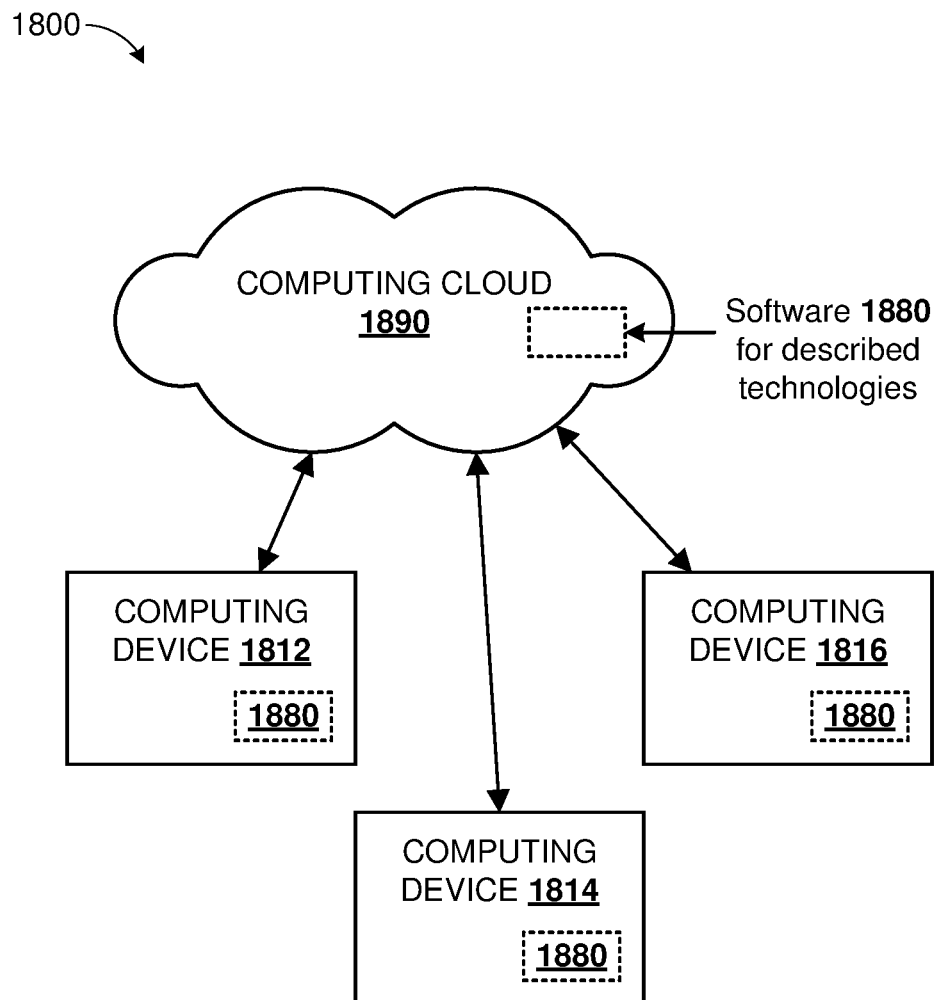 1800
COMPUTING CLOUD
1890
Software 1880
for described
technologies
COMPUTING
DEVICE 1812
1880
COMPUTING
DEVICE 1816
1880
COMPUTING
DEVICE 1814
1880